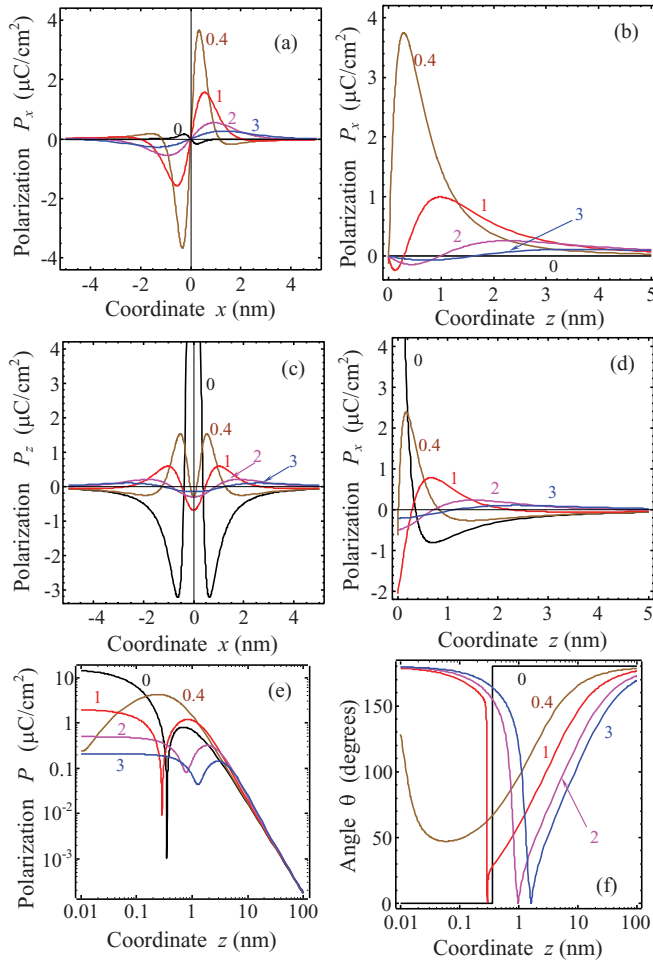 4
2
0
-2
-4
Polarization Px (µC/cm²)
(a)
0.4
1
2
3
0
-4 -2 0 2 4
Coordinate x (nm)
4
3
2
1
0
Polarization Px (µC/cm²)
(b)
0.4
1
2
3
0
0 1 2 3 4 5
Coordinate z (nm)
4
3
2
1
0
-1
-2
-3
Polarization Pz (µC/cm²)
(c)
0
0.4
1
2
3
-4 -2 0 2 4
Coordinate x (nm)
4
3
2
1
0
-1
-2
Polarization Px (µC/cm²)
(d)
0
0.4
1
2
3
0 1 2 3 4 5
Coordinate z (nm)
10
1
0.1
10⁻²
10⁻³
Polarization P (µC/cm²)
(e)
0
0.4
1
2
3
0.01 0.1 1 10 100
Coordinate z (nm)
150
100
50
0
Angle θ (degrees)
(f)
0
0.4
1
3
2
0.01 0.1 1 10 100
Coordinate z (nm)